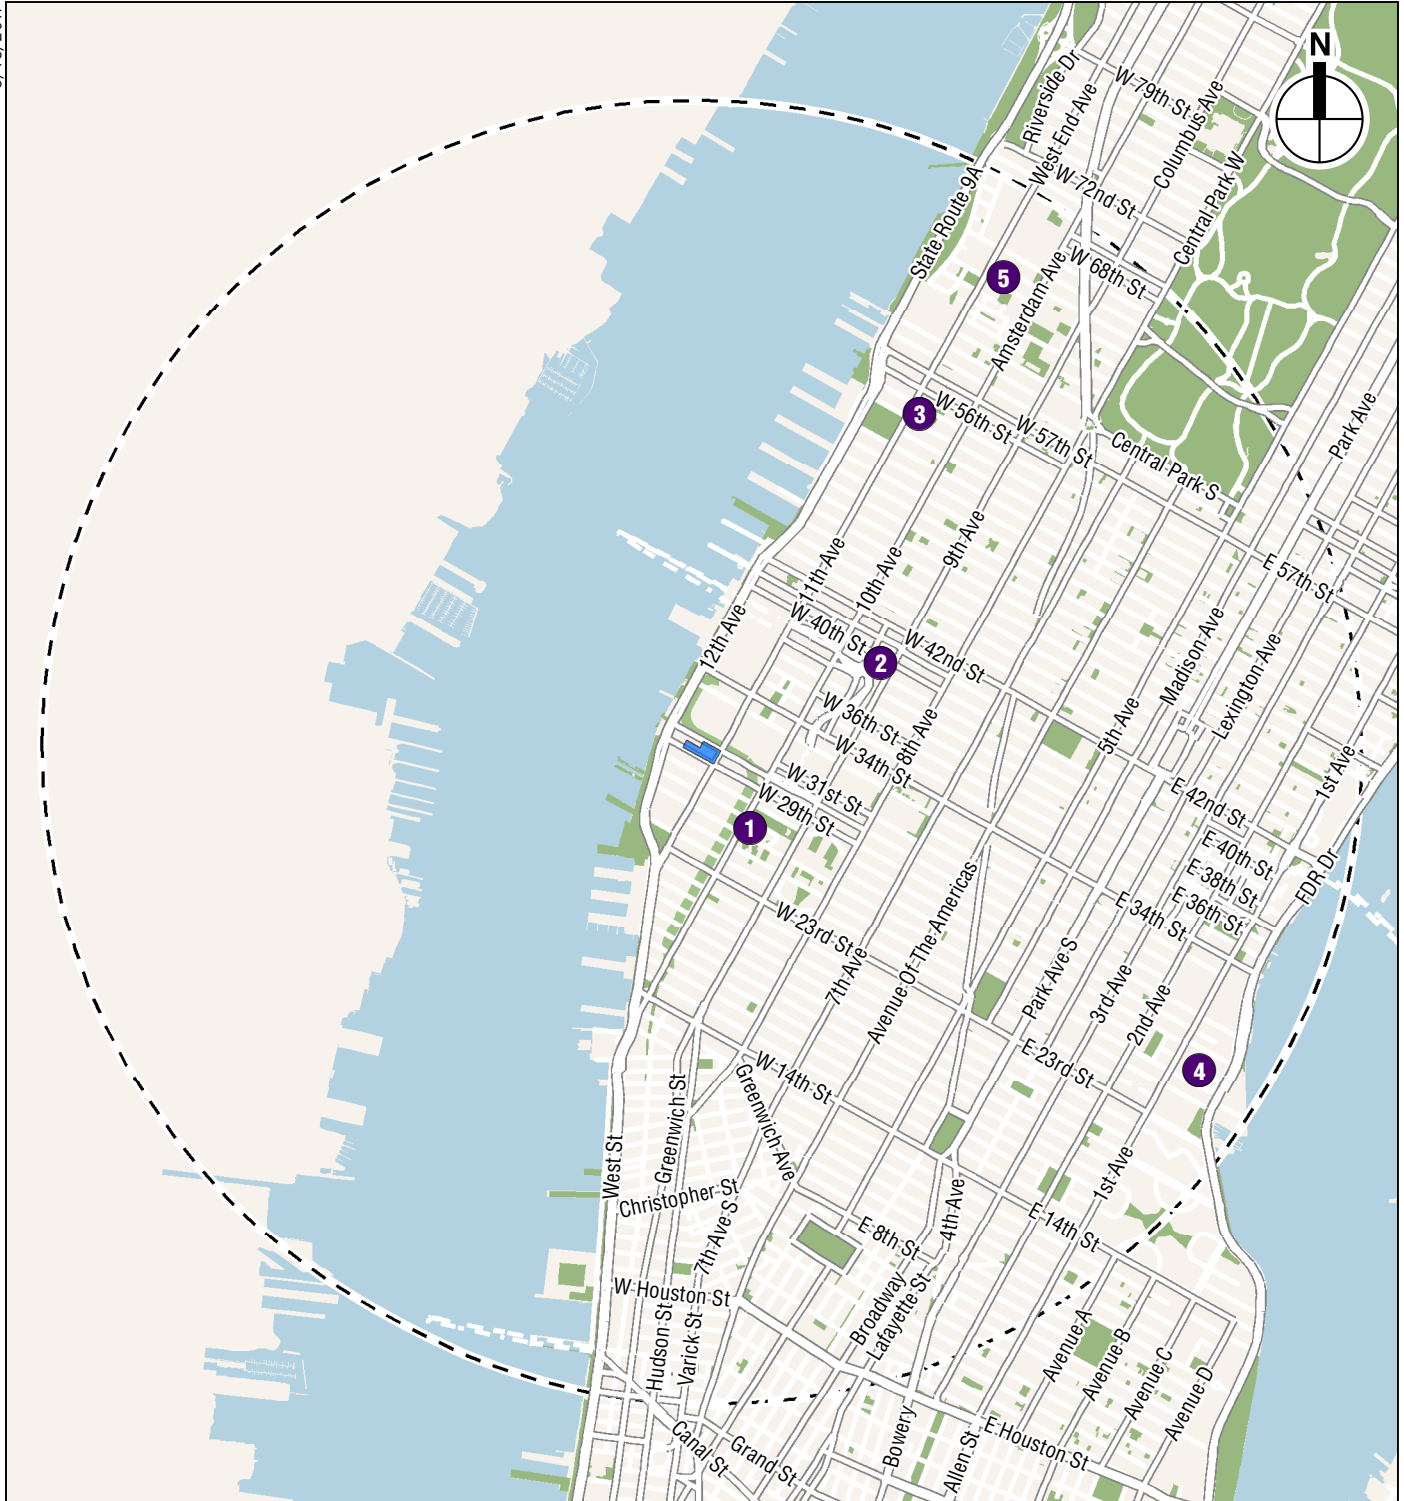 N
Riverside Dr
W 79th St
West End Ave
Columbus Ave
W 72nd St
Central Park W
State Route 9A
W 68th St
5
Amsterdam Ave
3
W 56th St
W 57th St
Central Park S
Park Ave
9th Ave
11th Ave
10th Ave
E 57th St
12th Ave
W 40th St
2
W 42nd St
Madison Ave
Lexington Ave
W 36th St
8th Ave
5th Ave
W 34th St
W 31st St
1st Ave
W 29th St
1
E 42nd St
E 40th St
E 38th St
FDR Dr
E 36th St
E 34th St
W 23rd St
7th Ave
Avenue Of The Americas
Park Ave S
3rd Ave
2nd Ave
E 23rd St
4
W 14th St
Greenwich St
Greenwich Ave
West St
1st Ave
Christopher St
7th Ave S
4th Ave
E 14th St
E 8th St
W Houston St
Broadway
Lafayette St
Hudson St
Varick St
Avenue A
Avenue B
Avenue C
Avenue D
Canal St
Grand St
Bowery
Allen St
E Houston St